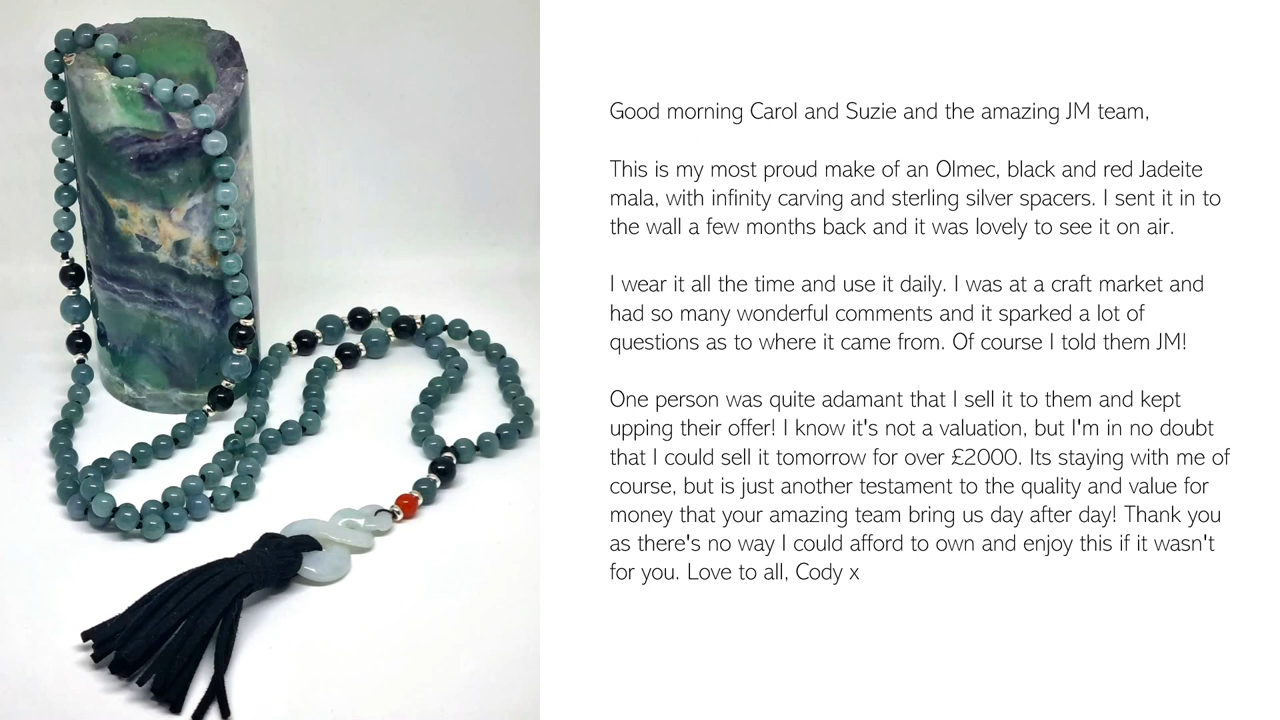 Good morning Carol and Suzie and the amazing JM team,
This is my most proud make of an Olmec, black and red Jadeite
mala, with infinity carving and sterling silver spacers. I sent it in to
the wall a few months back and it was lovely to see it on air.
I wear it all the time and use it daily. I was at a craft market and
had so many wonderful comments and it sparked a lot of
questions as to where it came from. Of course I told them JM!
One person was quite adamant that I sell it to them and kept
upping their offer! I know it's not a valuation, but I'm in no doubt
that I could sell it tomorrow for over £2000. Its staying with me of
course, but is just another testament to the quality and value for
money that your amazing team bring us day after day! Thank you
as there's no way I could afford to own and enjoy this if it wasn't
for you. Love to all, Cody x